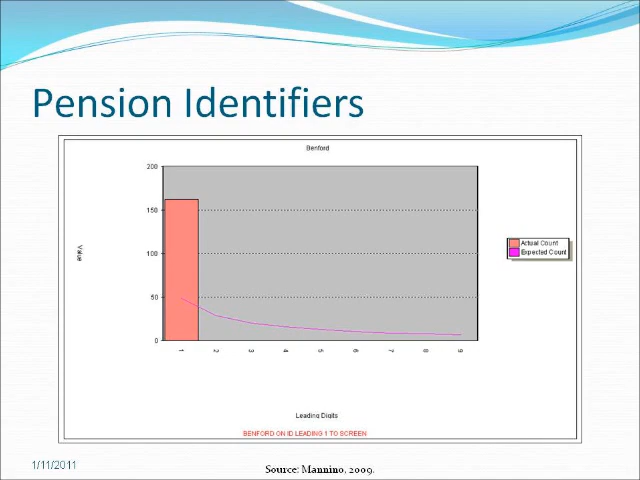 Pension Identifiers
Benford
200
150
100
50
0
Value
1 2 3 4 5 6 7 8 9
Actual Count
Expected Count
Leading Digits
BENFORD ON ID LEADING 1 TO SCREEN
1/11/2011
Source: Mannino, 2009.